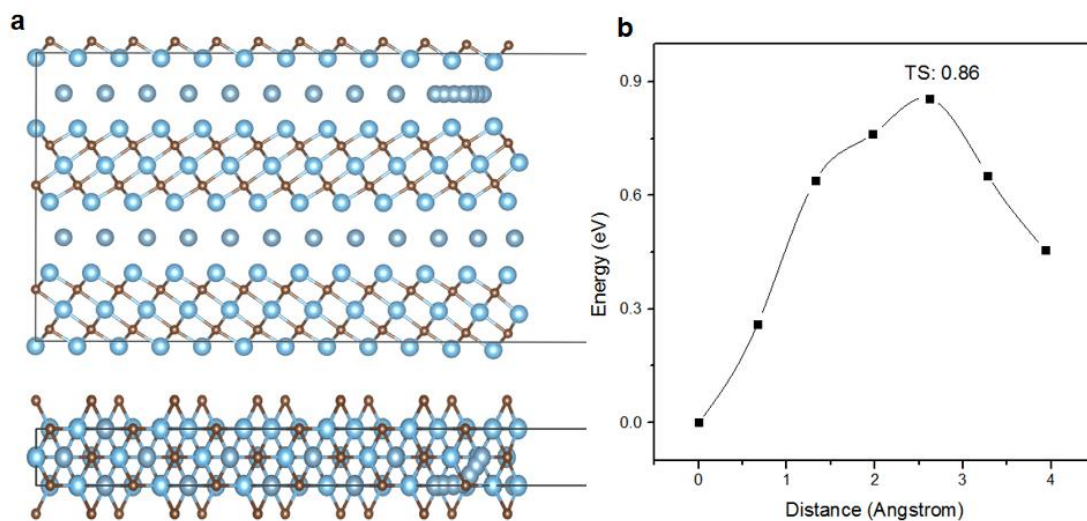 a
b
TS: 0.86
0.9
0.6
0.3
0.0
Energy (eV)
0 1 2 3 4
Distance (Angstrom)